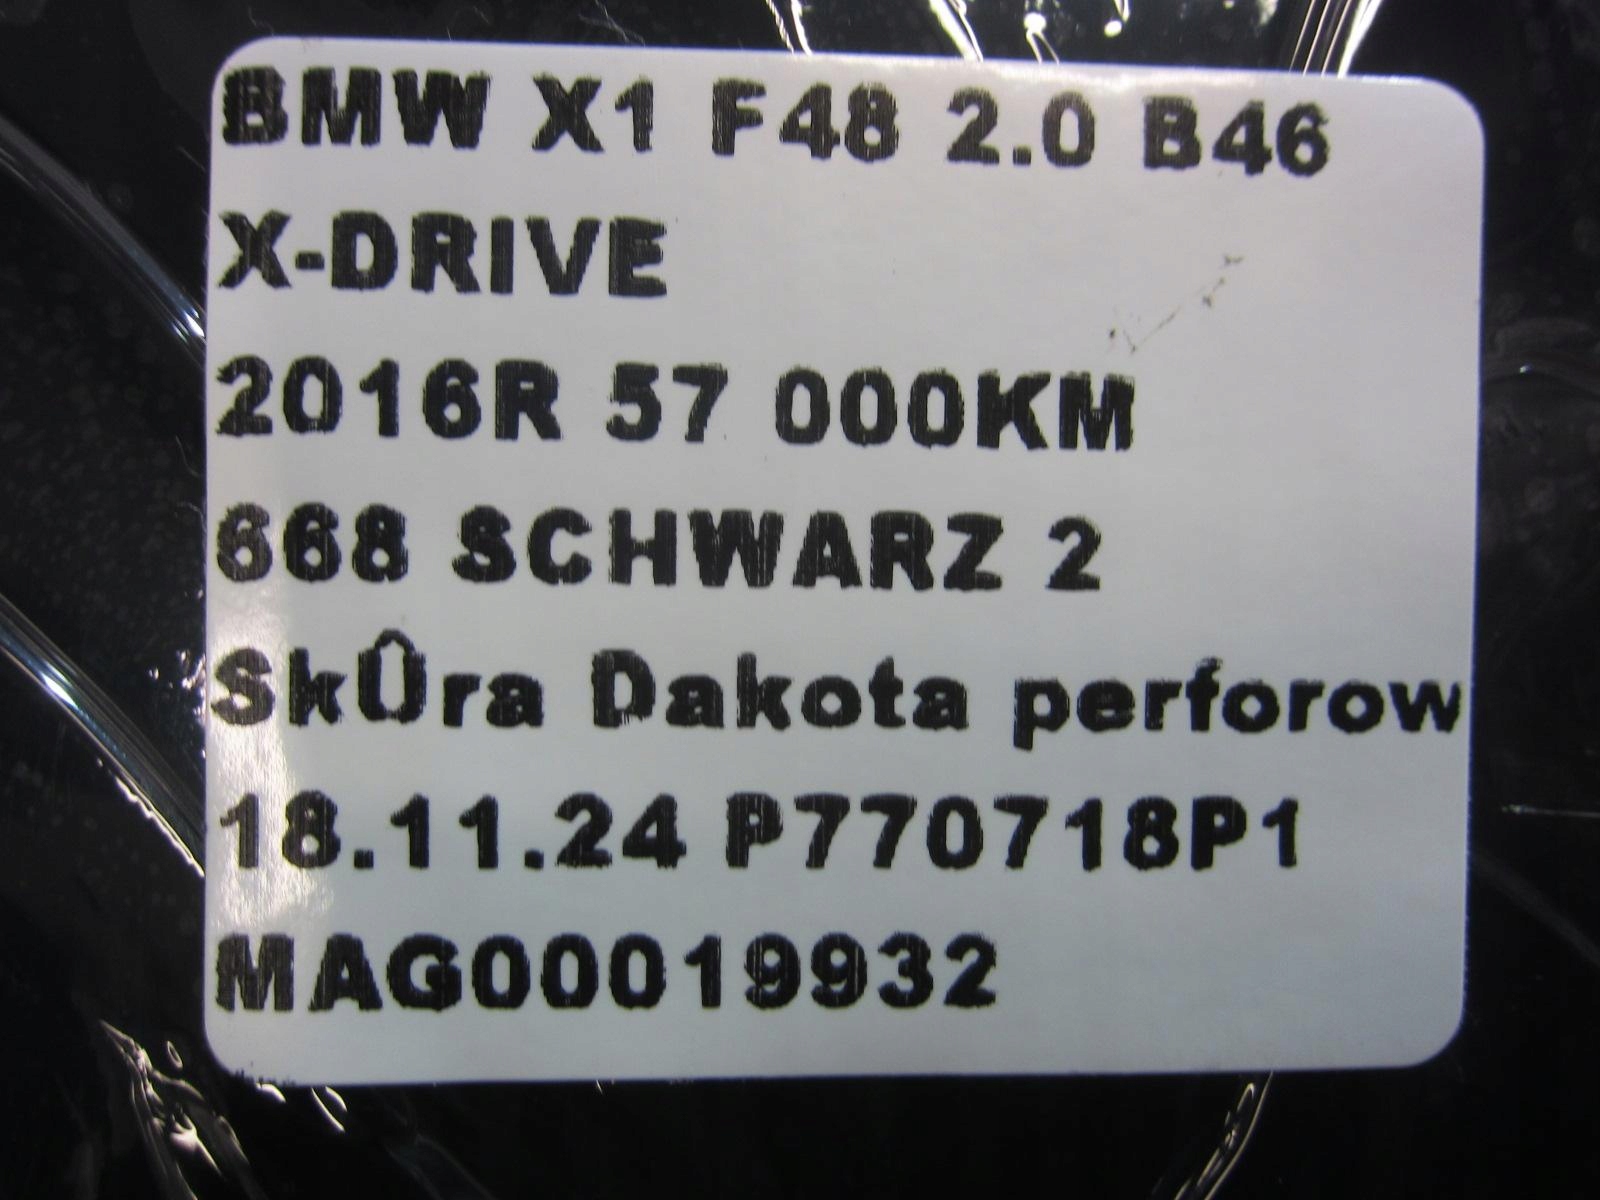 BMW X1 F48 2.0 B46
X-DRIVE
2016R 57 000KM
668 SCHWARZ 2
SkÛra Dakota perforow
18.11.24 P770718P1
MAG00019932